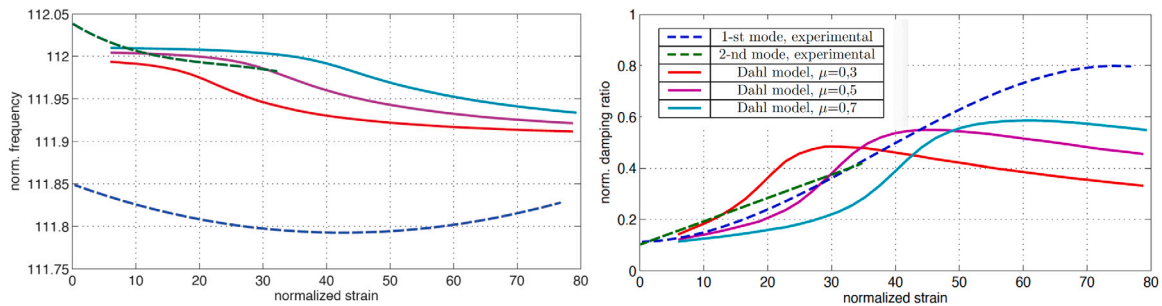 112.05
112
111.95
111.9
111.85
111.8
111.75
norm. frequency
0 10 20 30 40 50 60 70 80
normalized strain
1
0.8
0.6
0.4
0.2
0
norm. damping ratio
1-st mode, experimental
2-nd mode, experimental
Dahl model, μ=0,3
Dahl model, μ=0,5
Dahl model, μ=0,7
0 10 20 30 40 50 60 70 80
normalized strain